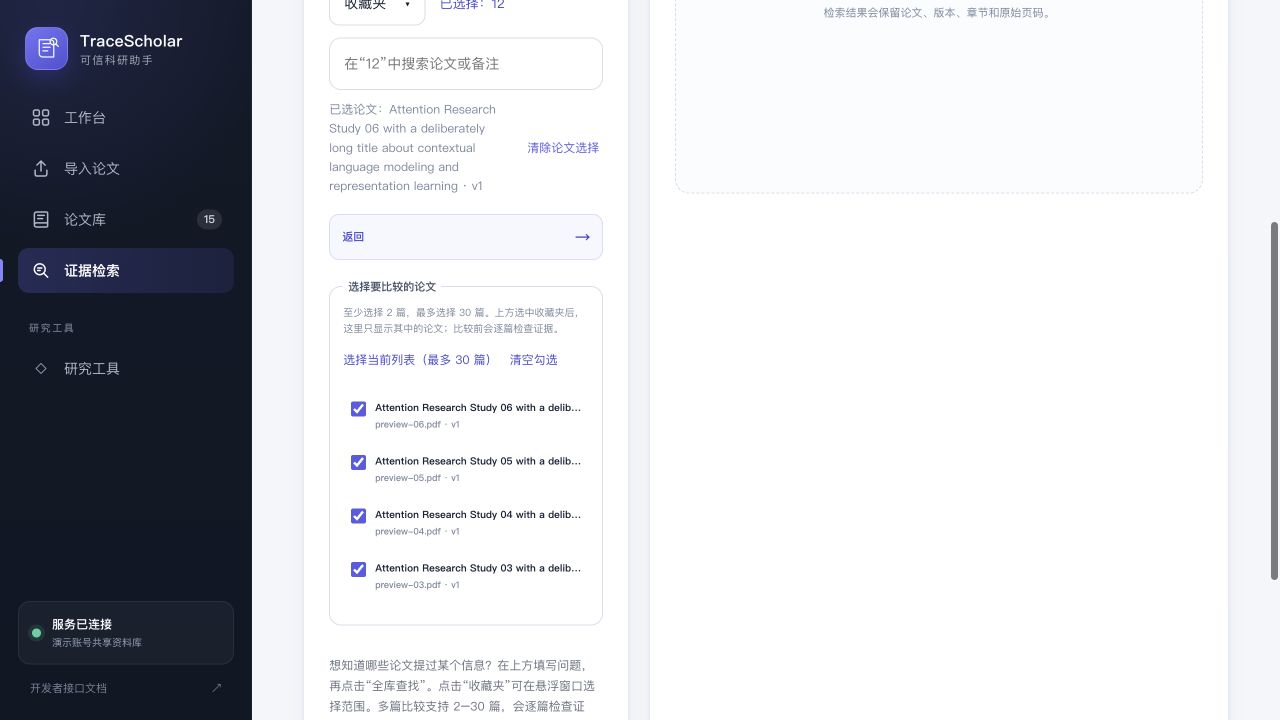 TraceScholar
可信科研助手
工作台
导入论文
论文库 15
证据检索
研究工具
研究工具
服务已连接
演示账号共享资料库
开发者接口文档 ↗
收藏夹 ▾ 已选择：12
在“12”中搜索论文或备注
已选论文：Attention Research
Study 06 with a deliberately
long title about contextual
language modeling and
representation learning · v1
清除论文选择
返回 →
选择要比较的论文
至少选择 2 篇，最多选择 30 篇。上方选中收藏夹后，
这里只显示其中的论文；比较前会逐篇检查证据。
选择当前列表（最多 30 篇） 清空勾选
Attention Research Study 06 with a delib...
preview-06.pdf · v1
Attention Research Study 05 with a delib...
preview-05.pdf · v1
Attention Research Study 04 with a delib...
preview-04.pdf · v1
Attention Research Study 03 with a delib...
preview-03.pdf · v1
想知道哪些论文提过某个信息？在上方填写问题，
再点击“全库查找”。点击“收藏夹”可在悬浮窗口选
择范围。多篇比较支持 2—30 篇，会逐篇检查证
检索结果会保留论文、版本、章节和原始页码。